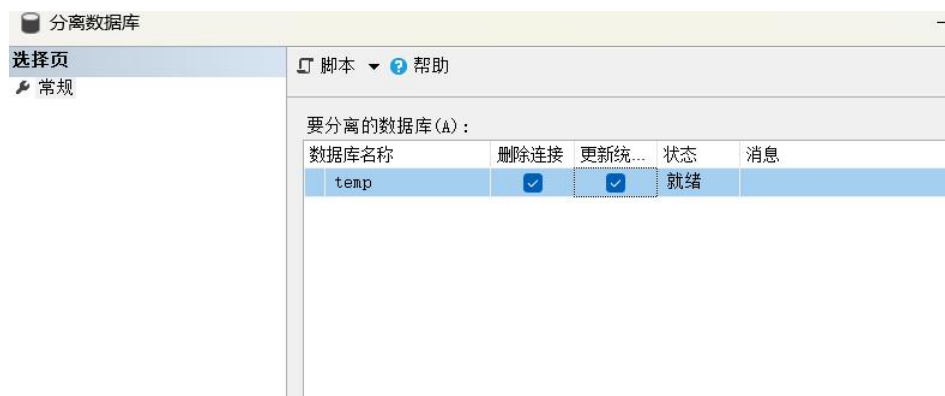 分离数据库
选择页
常规
脚本 帮助
要分离的数据库(A):
数据库名称 删除连接 更新统... 状态 消息
temp 就绪